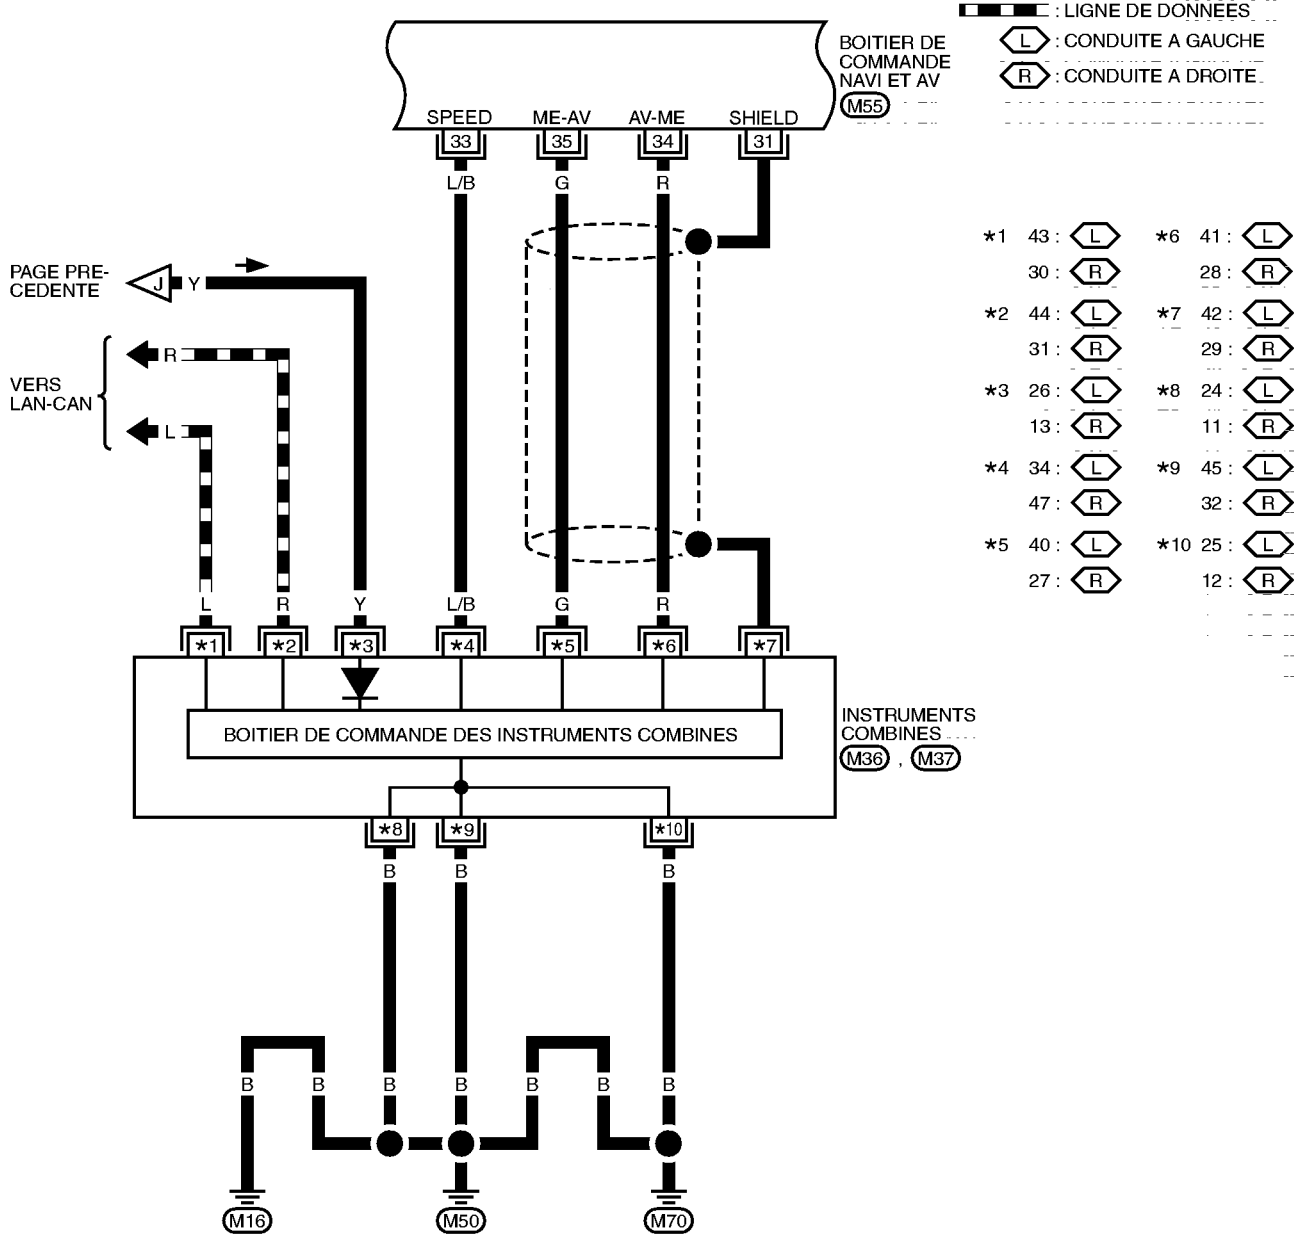 : LIGNE DE DONNEES
L : CONDUITE A GAUCHE
R : CONDUITE A DROITE
BOITIER DE
COMMANDE
NAVI ET AV
M55
SPEED ME-AV AV-ME SHIELD
33 35 34 31
L/B G R
PAGE PRE-
CEDENTE
J Y
VERS
LAN-CAN
R
L
*1 43 : L *6 41 : L
30 : R 28 : R
*2 44 : L *7 42 : L
31 : R 29 : R
*3 26 : L *8 24 : L
13 : R 11 : R
*4 34 : L *9 45 : L
47 : R 32 : R
*5 40 : L *10 25 : L
27 : R 12 : R
L R Y L/B G R
*1 *2 *3 *4 *5 *6 *7
BOITIER DE COMMANDE DES INSTRUMENTS COMBINES
INSTRUMENTS
COMBINES
M36 , M37
*8 *9 *10
B B B
B B B B B B B
M16 M50 M70